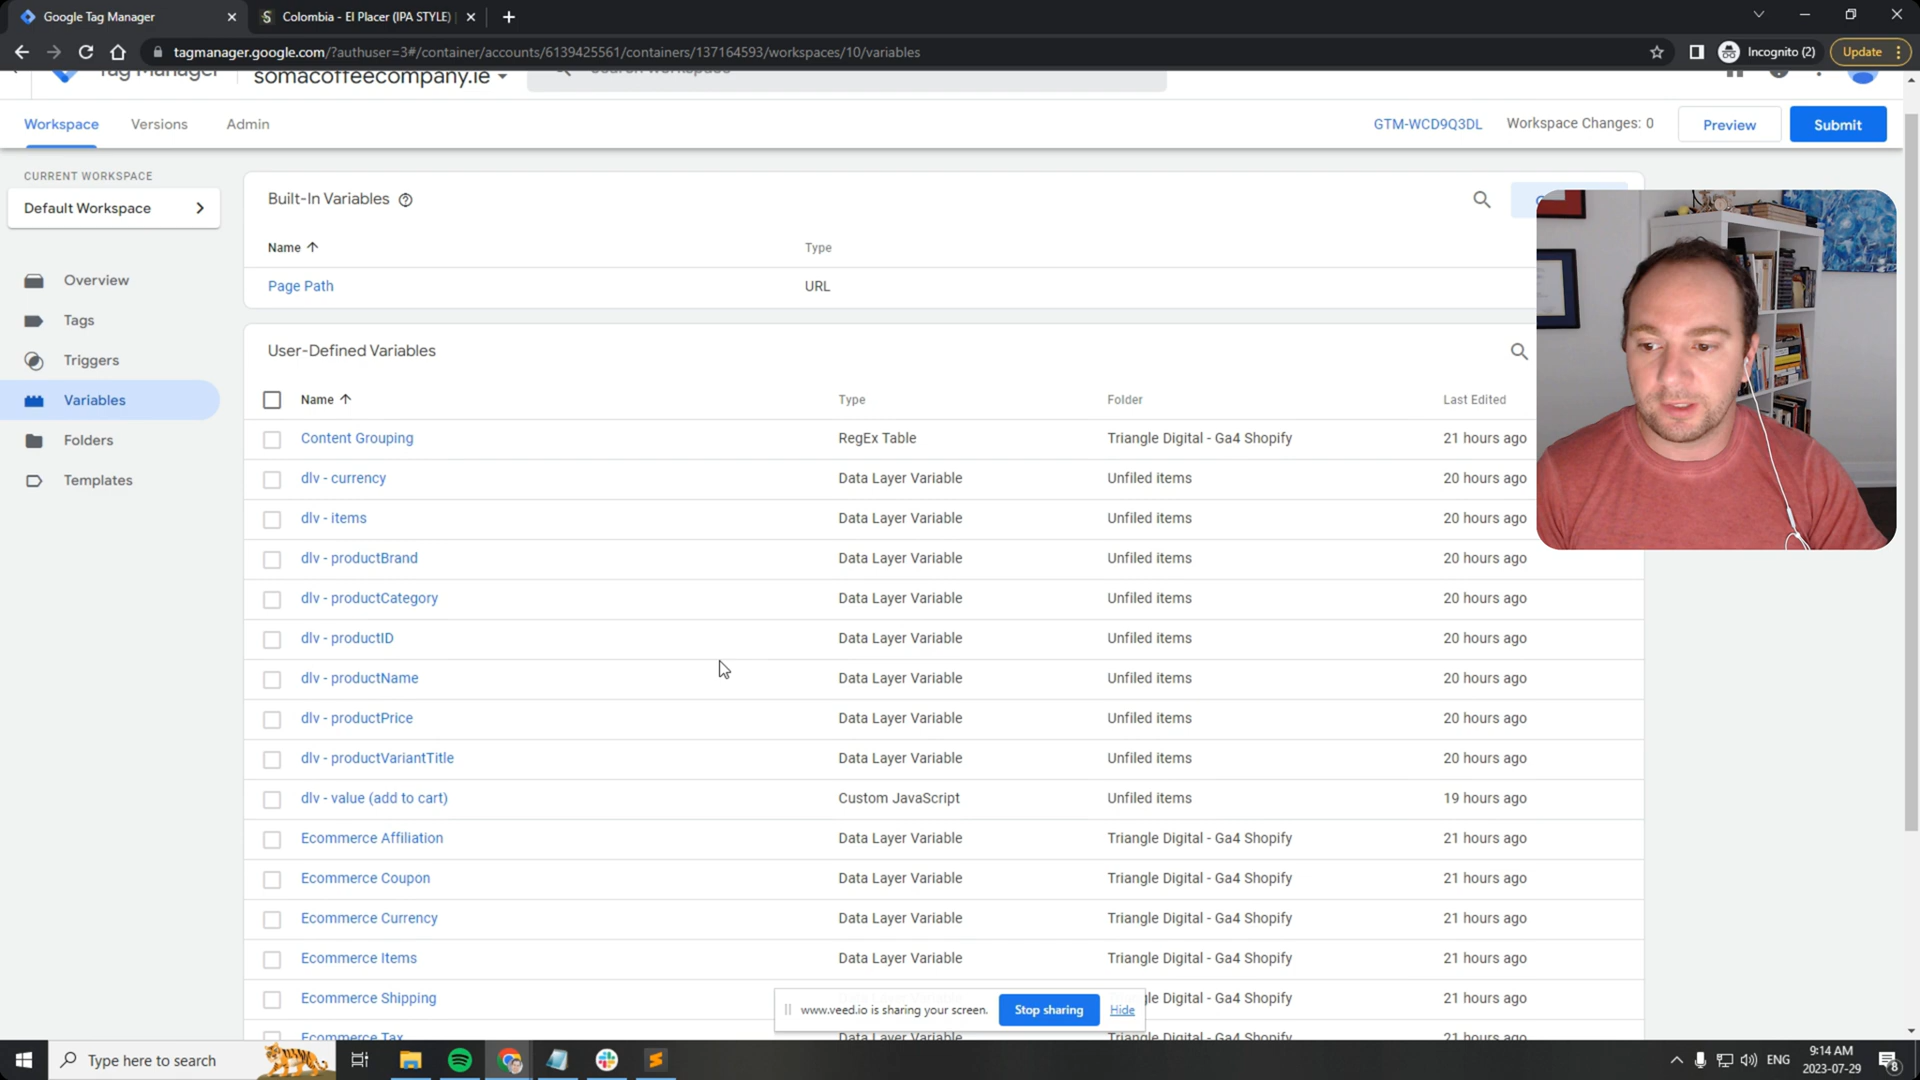 Google Tag Manager
Colombia - El Placer (IPA STYLE)
tagmanager.google.com/?authuser=3#/container/accounts/6139425561/containers/137164593/workspaces/10/variables
Incognito (2)
Update
Tag Manager
somacoffeecompany.ie
Search workspace
Workspace Versions Admin
GTM-WCD9Q3DL Workspace Changes: 0 Preview Submit
CURRENT WORKSPACE
Default Workspace
Overview
Tags
Triggers
Variables
Folders
Templates
Built-In Variables
Name Type
Page Path URL
User-Defined Variables
Name Type Folder Last Edited
Content Grouping RegEx Table Triangle Digital - Ga4 Shopify 21 hours ago
dlv - currency Data Layer Variable Unfiled items 20 hours ago
dlv - items Data Layer Variable Unfiled items 20 hours ago
dlv - productBrand Data Layer Variable Unfiled items 20 hours ago
dlv - productCategory Data Layer Variable Unfiled items 20 hours ago
dlv - productID Data Layer Variable Unfiled items 20 hours ago
dlv - productName Data Layer Variable Unfiled items 20 hours ago
dlv - productPrice Data Layer Variable Unfiled items 20 hours ago
dlv - productVariantTitle Data Layer Variable Unfiled items 20 hours ago
dlv - value (add to cart) Custom JavaScript Unfiled items 19 hours ago
Ecommerce Affiliation Data Layer Variable Triangle Digital - Ga4 Shopify 21 hours ago
Ecommerce Coupon Data Layer Variable Triangle Digital - Ga4 Shopify 21 hours ago
Ecommerce Currency Data Layer Variable Triangle Digital - Ga4 Shopify 21 hours ago
Ecommerce Items Data Layer Variable Triangle Digital - Ga4 Shopify 21 hours ago
Ecommerce Shipping gle Digital - Ga4 Shopify 21 hours ago
Ecommerce Tax Data Layer Variable Triangle Digital - Ga4 Shopify 21 hours ago
www.veed.io is sharing your screen. Stop sharing Hide
Type here to search
ENG
9:14 AM
2023-07-29
8